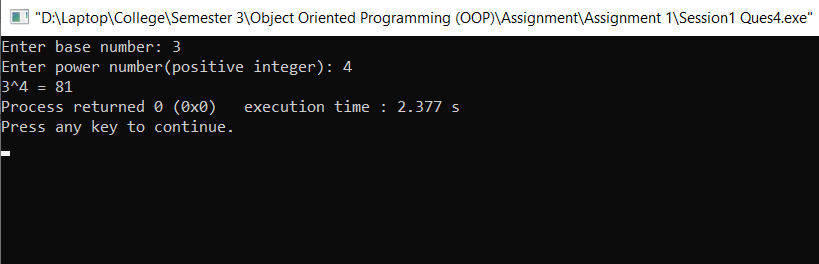 "D:\Laptop\College\Semester 3\Object Oriented Programming (OOP)\Assignment\Assignment 1\Session1 Ques4.exe"
Enter base number: 3
Enter power number(positive integer): 4
3^4 = 81
Process returned 0 (0x0)   execution time : 2.377 s
Press any key to continue.